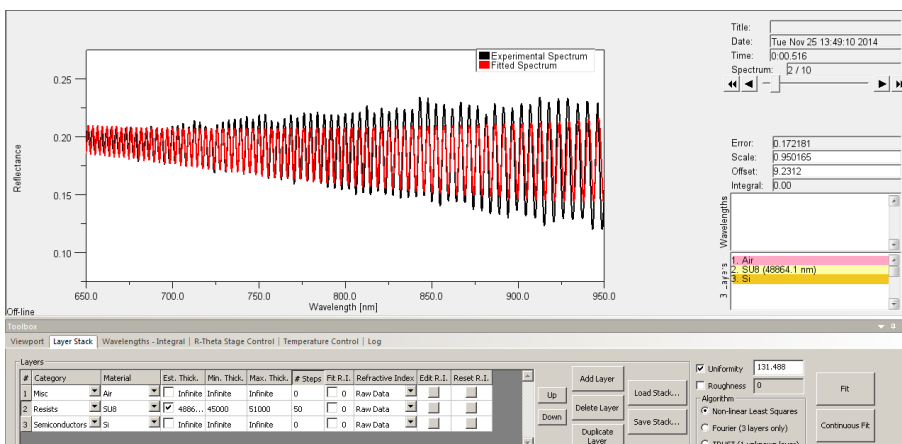 Title:
Date: Tue Nov 25 13:49:10 2014
Time: 0:00.516
Spectrum: 2 / 10
Experimental Spectrum
Fitted Spectrum
0.25
0.20
0.15
0.10
Reflectance
650.0 700.0 750.0 800.0 850.0 900.0 950.0
Wavelength [nm]
Error: 0.172181
Scale: 0.950165
Offset: 9.2312
Integral: 0.00
Wavelengths
3 Layers
1. Air
2. SU8 (48864.1 nm)
3. Si
Off-line
Toolbox
Viewport Layer Stack Wavelengths - Integral R-Theta Stage Control Temperature Control Log
Layers
# Category Material Est. Thick. Min. Thick. Max. Thick. # Steps Fit R.I. Refractive Index Edit R.I. Reset R.I.
1 Misc Air Infinite Infinite Infinite 0 0 Raw Data
2 Resists SU8 4886... 45000 51000 50 0 Raw Data
3 Semiconductors Si Infinite Infinite Infinite 0 0 Raw Data
Up
Down
Add Layer
Delete Layer
Duplicate
Layer
Load Stack...
Save Stack...
Uniformity 131.488
Roughness 0
Algorithm
Non-linear Least Squares
Fourier (3 layers only)
Fit
Continuous Fit